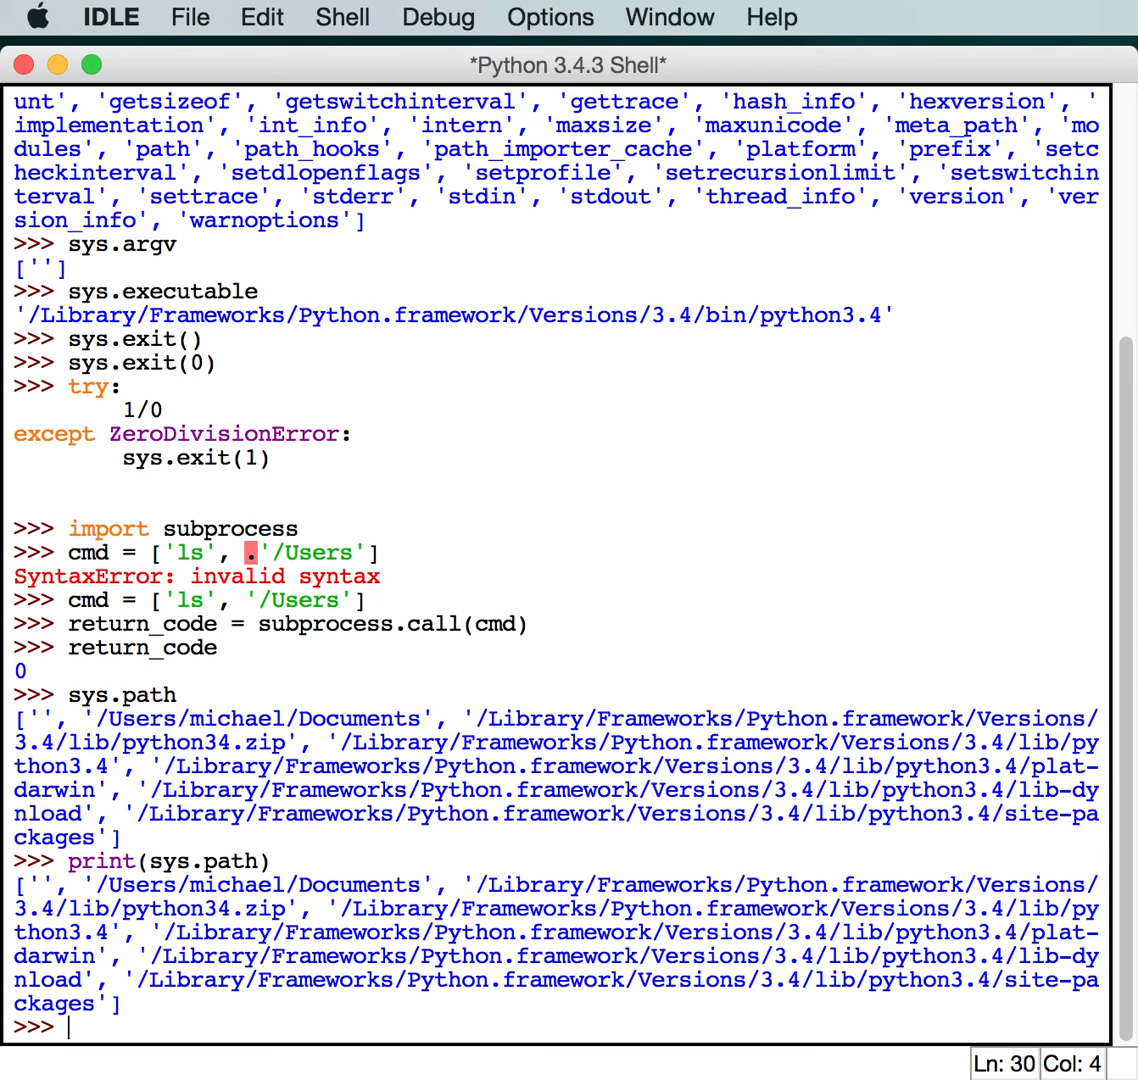 IDLE File Edit Shell Debug Options Window Help
*Python 3.4.3 Shell*
unt', 'getsizeof', 'getswitchinterval', 'gettrace', 'hash_info', 'hexversion', '
implementation', 'int_info', 'intern', 'maxsize', 'maxunicode', 'meta_path', 'mo
dules', 'path', 'path_hooks', 'path_importer_cache', 'platform', 'prefix', 'setc
heckinterval', 'setdlopenflags', 'setprofile', 'setrecursionlimit', 'setswitchin
terval', 'settrace', 'stderr', 'stdin', 'stdout', 'thread_info', 'version', 'ver
sion_info', 'warnoptions']
>>> sys.argv
['']
>>> sys.executable
'/Library/Frameworks/Python.framework/Versions/3.4/bin/python3.4'
>>> sys.exit()
>>> sys.exit(0)
>>> try:
        1/0
except ZeroDivisionError:
        sys.exit(1)
>>> import subprocess
>>> cmd = ['ls', .'/Users']
SyntaxError: invalid syntax
>>> cmd = ['ls', '/Users']
>>> return_code = subprocess.call(cmd)
>>> return_code
0
>>> sys.path
['', '/Users/michael/Documents', '/Library/Frameworks/Python.framework/Versions/
3.4/lib/python34.zip', '/Library/Frameworks/Python.framework/Versions/3.4/lib/py
thon3.4', '/Library/Frameworks/Python.framework/Versions/3.4/lib/python3.4/plat-
darwin', '/Library/Frameworks/Python.framework/Versions/3.4/lib/python3.4/lib-dy
nload', '/Library/Frameworks/Python.framework/Versions/3.4/lib/python3.4/site-pa
ckages']
>>> print(sys.path)
['', '/Users/michael/Documents', '/Library/Frameworks/Python.framework/Versions/
3.4/lib/python34.zip', '/Library/Frameworks/Python.framework/Versions/3.4/lib/py
thon3.4', '/Library/Frameworks/Python.framework/Versions/3.4/lib/python3.4/plat-
darwin', '/Library/Frameworks/Python.framework/Versions/3.4/lib/python3.4/lib-dy
nload', '/Library/Frameworks/Python.framework/Versions/3.4/lib/python3.4/site-pa
ckages']
>>>
Ln: 30 Col: 4